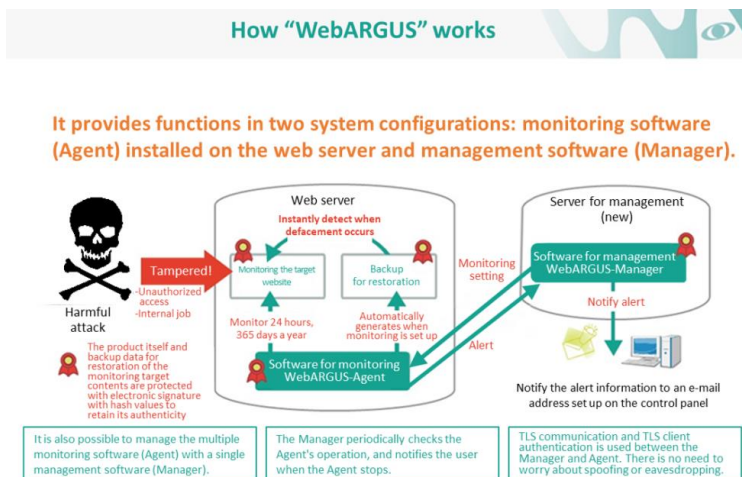 How “WebARGUS” works
It provides functions in two system configurations: monitoring software
(Agent) installed on the web server and management software (Manager).
Web server
Instantly detect when
defacement occurs
Server for management
(new)
Tampered!
-Unauthorized
access
-Internal job
Harmful
attack
Monitoring the target
website
Backup
for restoration
Monitoring
setting
Software for management
WebARGUS-Manager
Notify alert
Monitor 24 hours,
365 days a year
Automatically
generates when
monitoring is set up
Alert
Software for monitoring
WebARGUS-Agent
The product itself and
backup data for
restoration of the
monitoring target
contents are protected
with electronic signature
with hash values to
retain its authenticity
Notify the alert information to an e-mail
address set up on the control panel
It is also possible to manage the multiple
monitoring software (Agent) with a single
management software (Manager).
The Manager periodically checks the
Agent's operation, and notifies the user
when the Agent stops.
TLS communication and TLS client
authentication is used between the
Manager and Agent. There is no need to
worry about spoofing or eavesdropping.